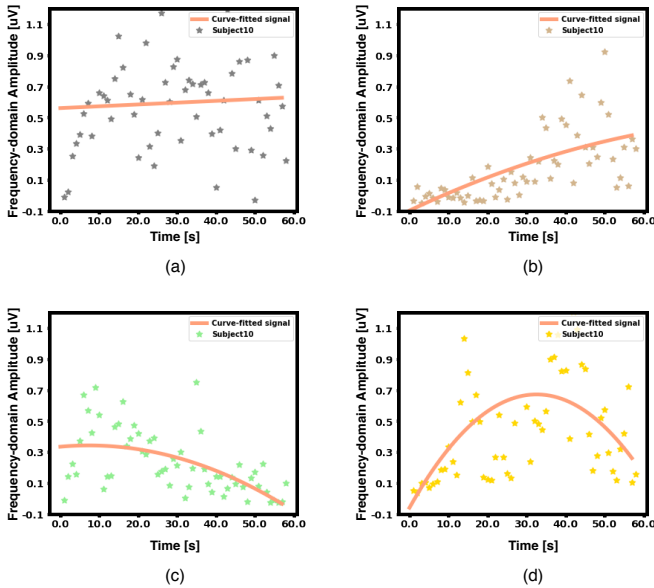 Frequency-domain Amplitude [uV]
1.1
0.9
0.7
0.5
0.3
0.1
-0.1
0.0 10.0 20.0 30.0 40.0 50.0 60.0
Time [s]
Curve-fitted signal
Subject10
(a)
Frequency-domain Amplitude [uV]
1.1
0.9
0.7
0.5
0.3
0.1
-0.1
0.0 10.0 20.0 30.0 40.0 50.0 60.0
Time [s]
Curve-fitted signal
Subject10
(b)
Frequency-domain Amplitude [uV]
1.1
0.9
0.7
0.5
0.3
0.1
-0.1
0.0 10.0 20.0 30.0 40.0 50.0 60.0
Time [s]
Curve-fitted signal
Subject10
(c)
Frequency-domain Amplitude [uV]
1.1
0.9
0.7
0.5
0.3
0.1
-0.1
0.0 10.0 20.0 30.0 40.0 50.0 60.0
Time [s]
Curve-fitted signal
Subject10
(d)